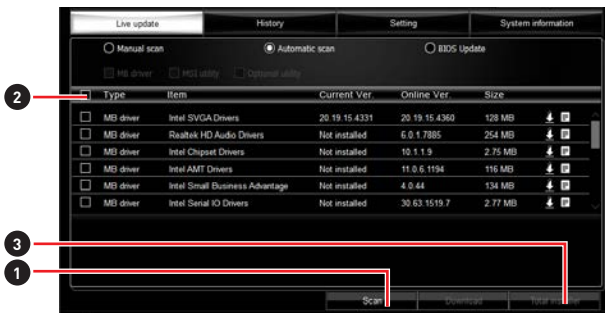 Live update History Setting System information
Manual scan Automatic scan BIOS Update
MB driver MSI utility Optional utility
2
Type Item Current Ver. Online Ver. Size
MB driver Intel SVGA Drivers 20.19.15.4331 20.19.15.4360 128 MB
MB driver Realtek HD Audio Drivers Not installed 6.0.1.7885 254 MB
MB driver Intel Chipset Drivers Not installed 10.1.1.9 2.75 MB
MB driver Intel AMT Drivers Not installed 11.0.6.1194 116 MB
MB driver Intel Small Business Advantage Not installed 4.0.44 134 MB
MB driver Intel Serial IO Drivers Not installed 30.63.1519.7 2.77 MB
3
1
Scan Download Total installer